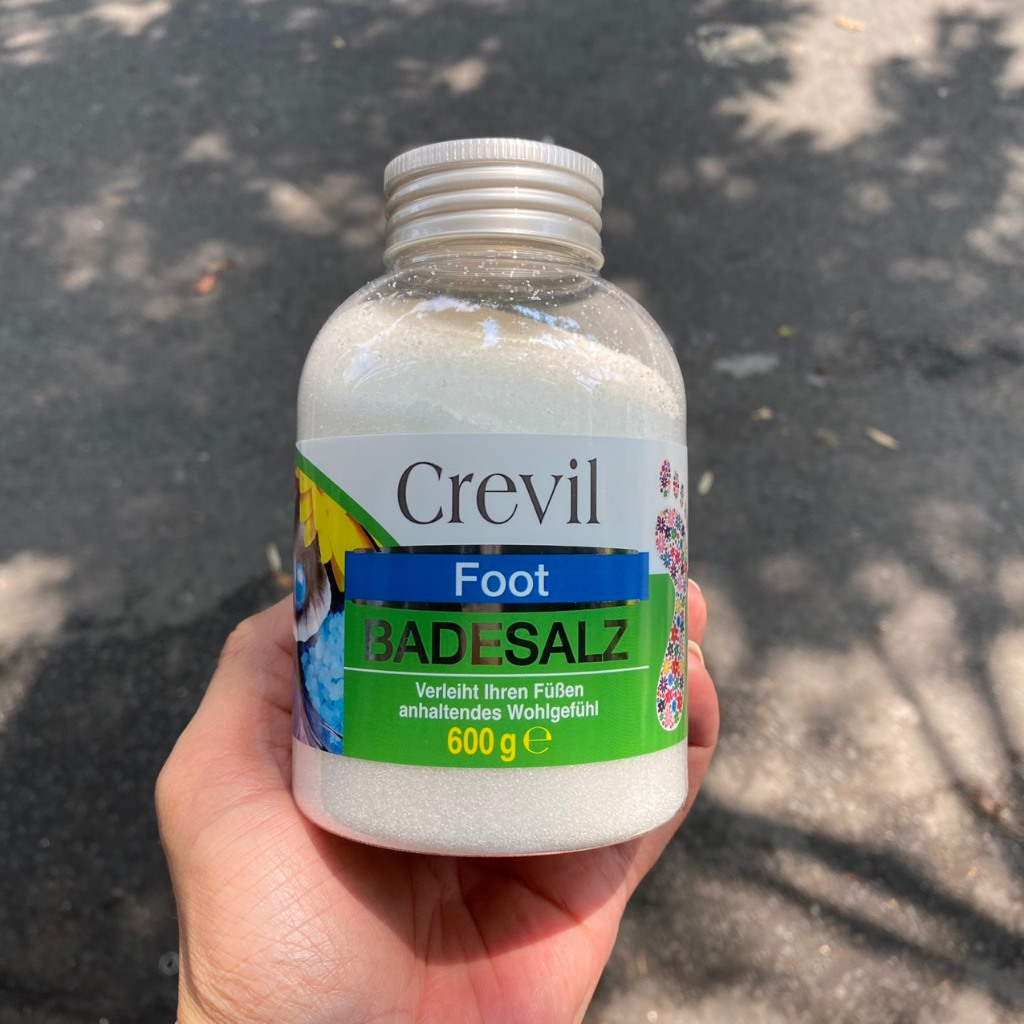 Crevil
Foot
BADESALZ
Verleiht Ihren Füßen
anhaltendes Wohlgefühl
600 g ℮